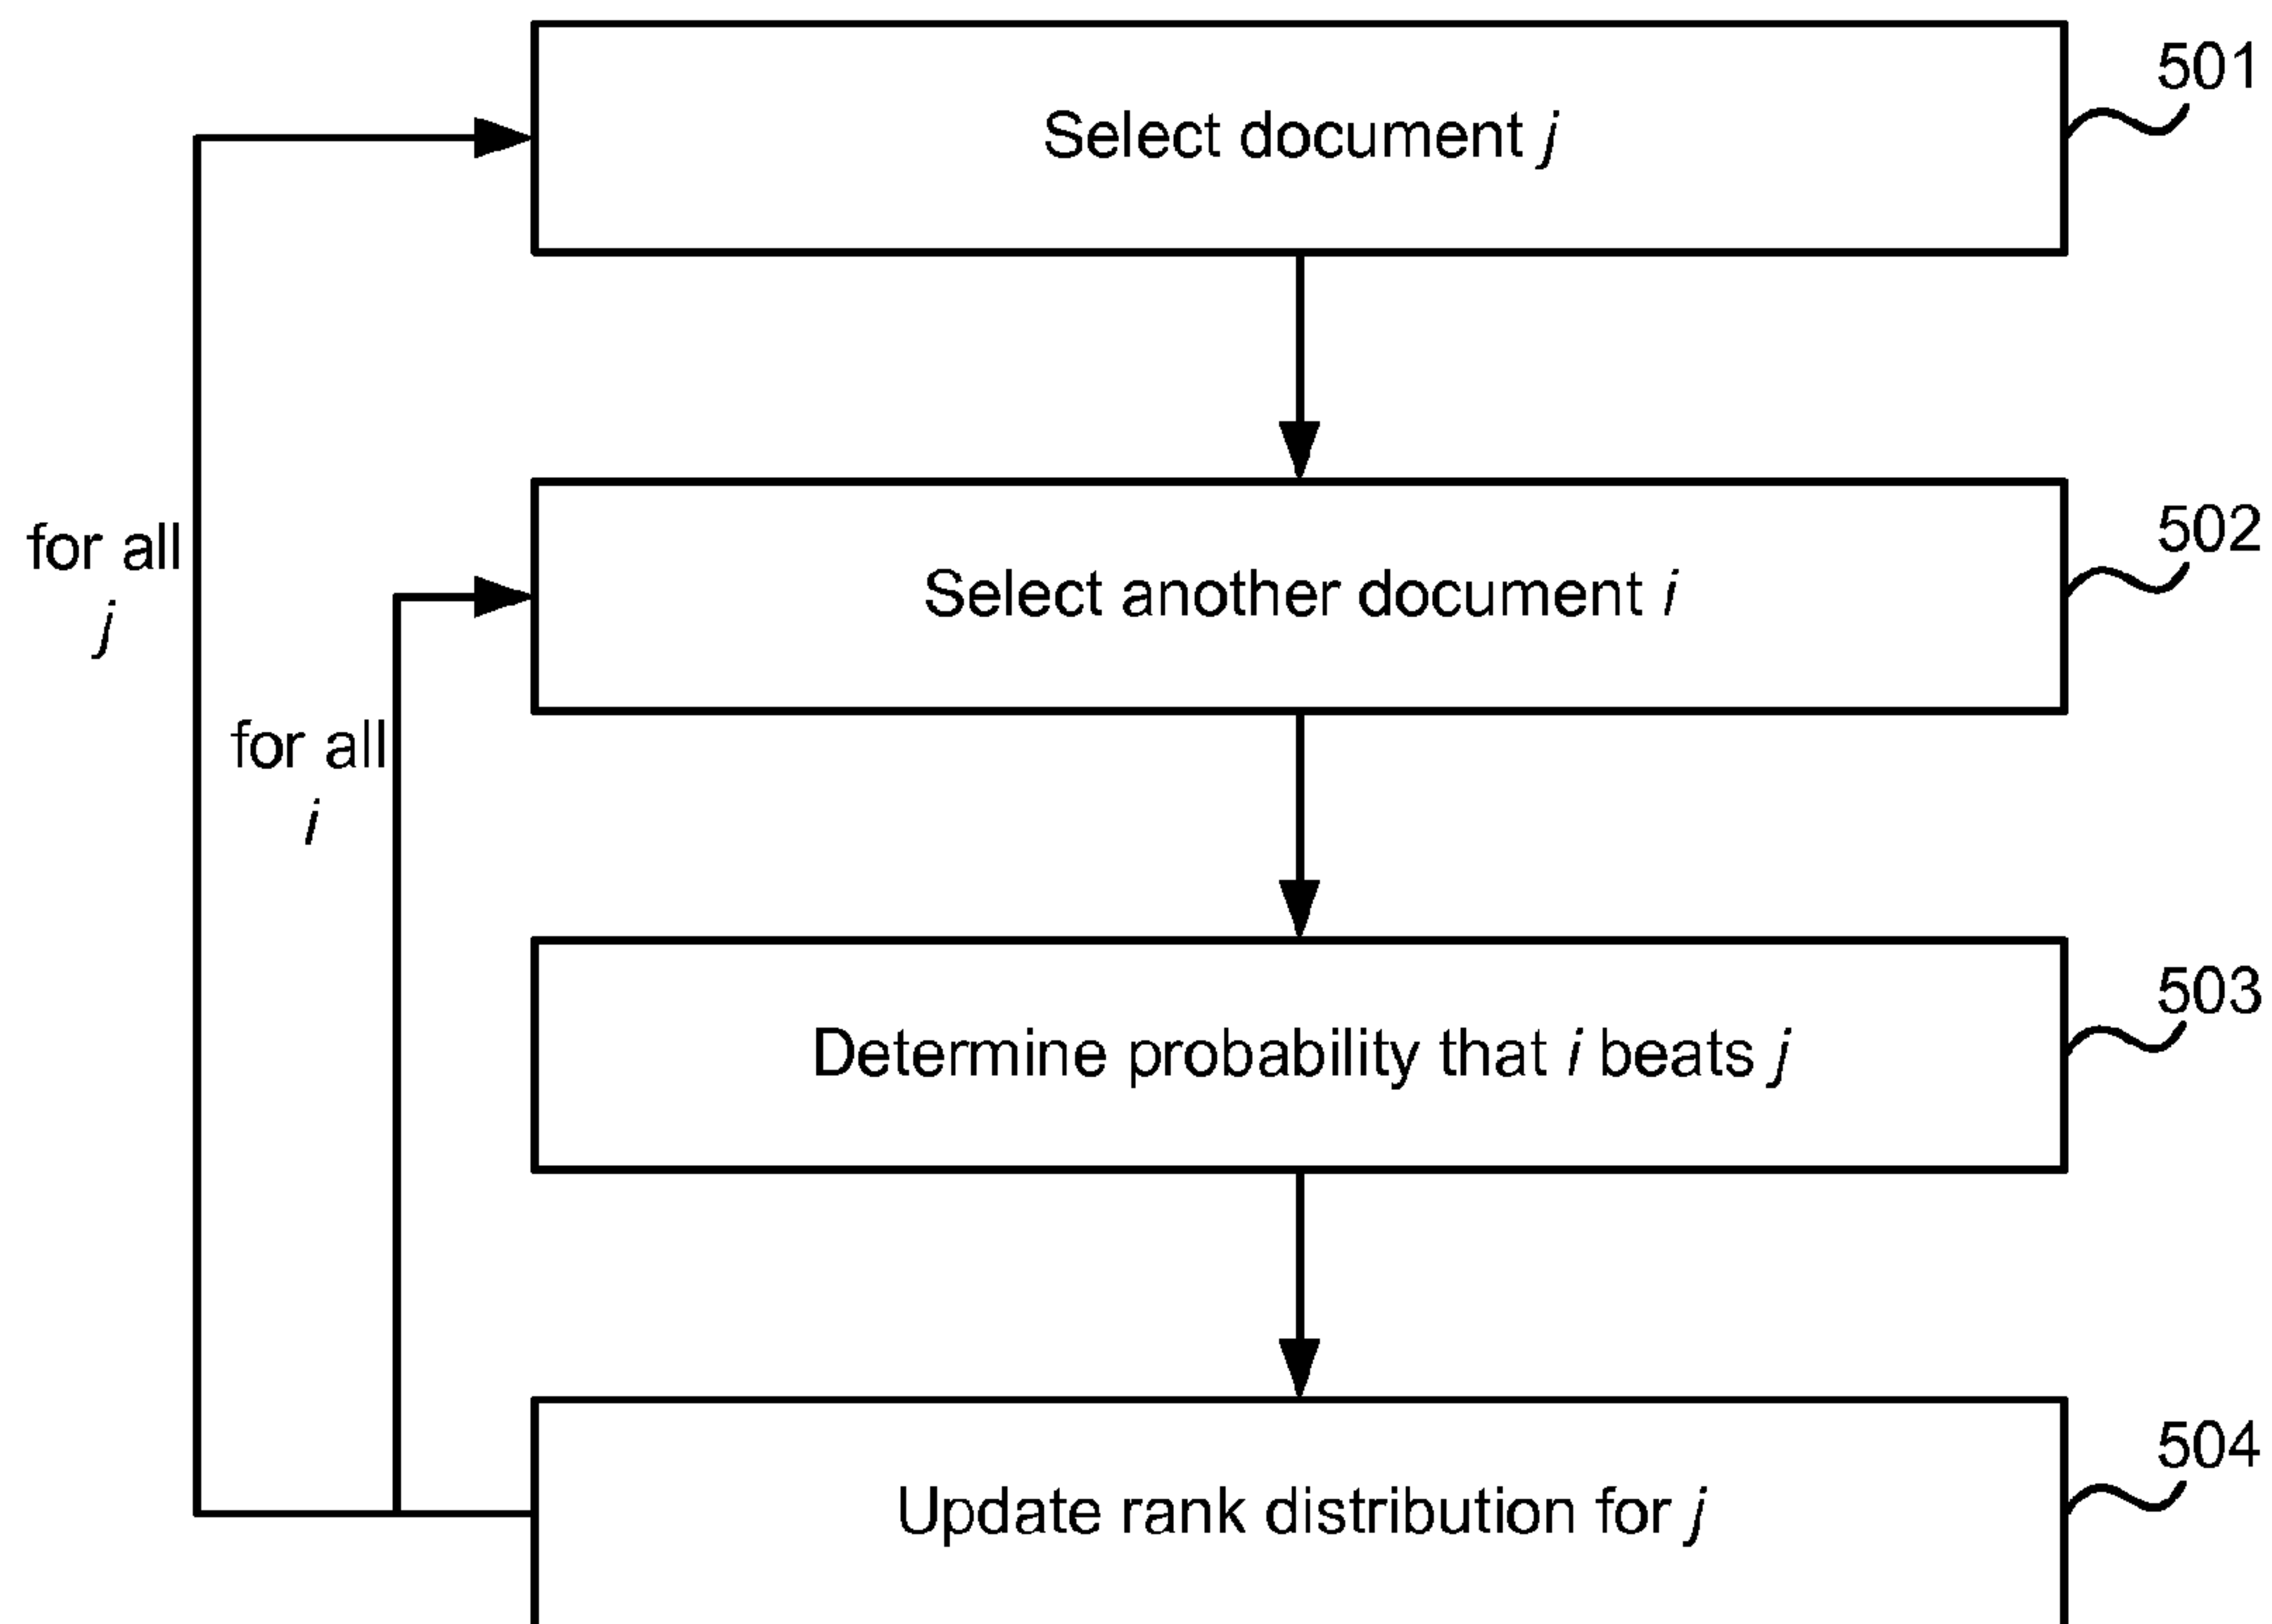 501
Select document j
502
for all
j
Select another document i
for all
i
503
Determine probability that i beats j
504
Update rank distribution for j